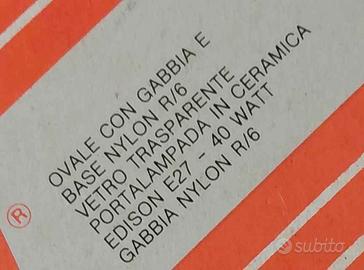 OVALE CON GABBIA E
BASE NYLON R/6
VETRO TRASPARENTE
PORTALAMPADA IN CERAMICA
EDISON E27 - 40 WATT
GABBIA NYLON R/6
®
subito